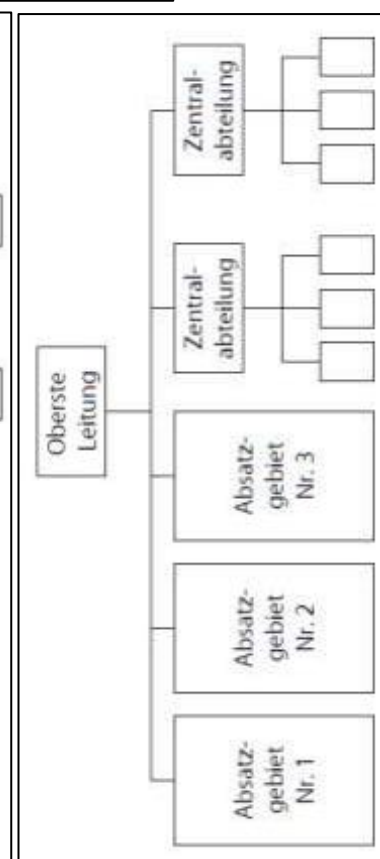 Oberste
Leitung
Absatz-
gebiet
Nr. 1
Absatz-
gebiet
Nr. 2
Absatz-
gebiet
Nr. 3
Zentral-
abteilung
Zentral-
abteilung